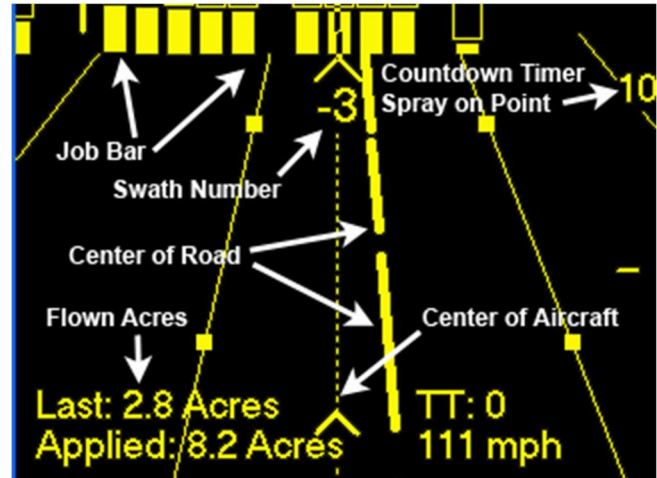 Countdown Timer
Spray on Point
10
-3
Job Bar
Swath Number
Center of Road
Flown Acres
Center of Aircraft
Last: 2.8 Acres
TT: 0
Applied: 8.2 Acres
111 mph